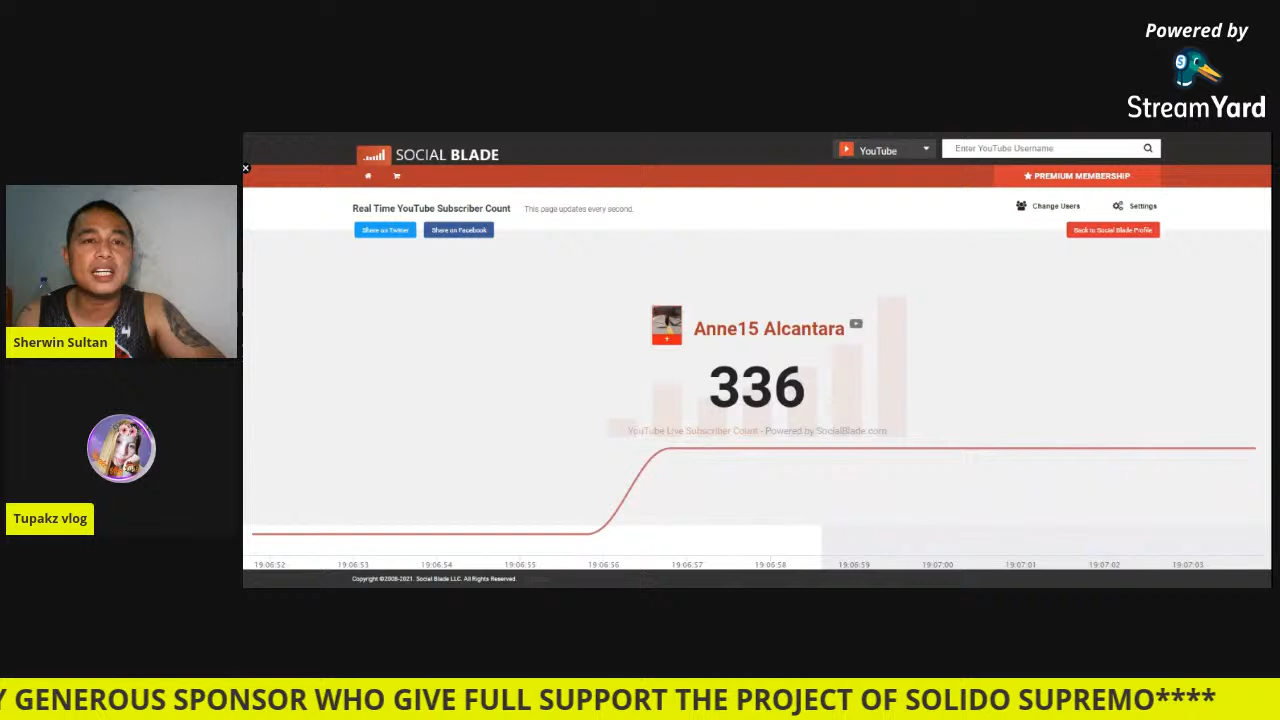 Powered by
StreamYard
SOCIAL BLADE
YouTube
Enter YouTube Username
PREMIUM MEMBERSHIP
Real Time YouTube Subscriber Count
This page updates every second.
Change Users
Settings
Share on Twitter
Share on Facebook
Back to Social Blade Profile
Sherwin Sultan
Anne15 Alcantara
336
YouTube Live Subscriber Count - Powered by SocialBlade.com
Tupakz vlog
19:06:52 19:06:53 19:06:54 19:06:55 19:06:56 19:06:57 19:06:58 19:06:59 19:07:00 19:07:01 19:07:02 19:07:03
Copyright ©2008-2021. Social Blade LLC. All Rights Reserved.
Y GENEROUS SPONSOR WHO GIVE FULL SUPPORT THE PROJECT OF SOLIDO SUPREMO****